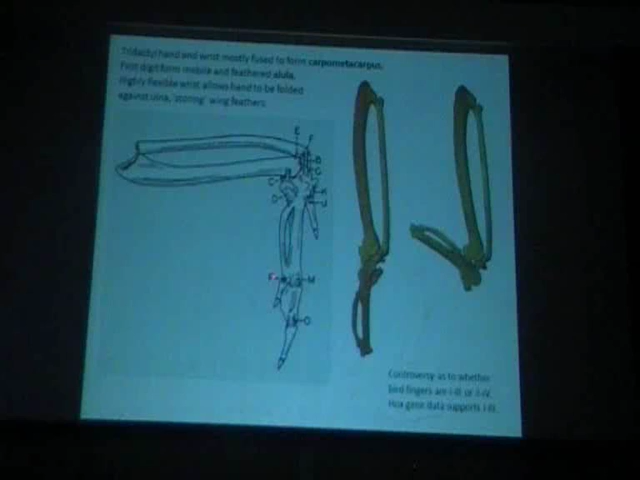 Tridactyl hand and wrist mostly fused to form carpometacarpus.
First digit form mobile and feathered alula.
Highly flexible wrist allows hand to be folded
against ulna, 'storing' wing feathers
E
F
B
G
C
K
D
J
M
O
Controversy as to whether
bird fingers are I-III or II-IV.
Hox gene data supports I-III.